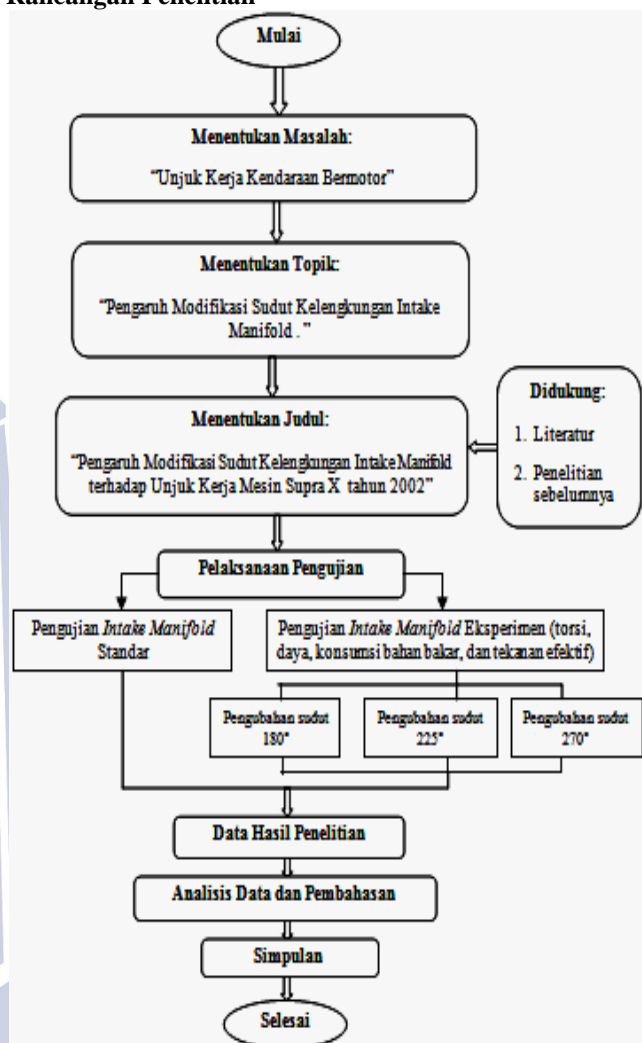 Rancangan Penelitian
Mulai
Menentukan Masalah:
“Unjuk Kerja Kendaraan Bermotor”
Menentukan Topik:
“Pengaruh Modifikasi Sudut Kelengkungan Intake
Manifold . ”
Didukung:
1. Literatur
2. Penelitian
sebelumnya
Menentukan Judul:
“Pengaruh Modifikasi Sudut Kelengkungan Intake Manifold
terhadap Unjuk Kerja Mesin Supra X tahun 2002”
Pelaksanaan Pengujian
Pengujian Intake Manifold
Standar
Pengujian Intake Manifold Eksperimen (torsi,
daya, konsumsi bahan bakar, dan tekanan efektif)
Pengubahan sudut
180°
Pengubahan sudut
225°
Pengubahan sudut
270°
Data Hasil Penelitian
Analisis Data dan Pembahasan
Simpulan
Selesai